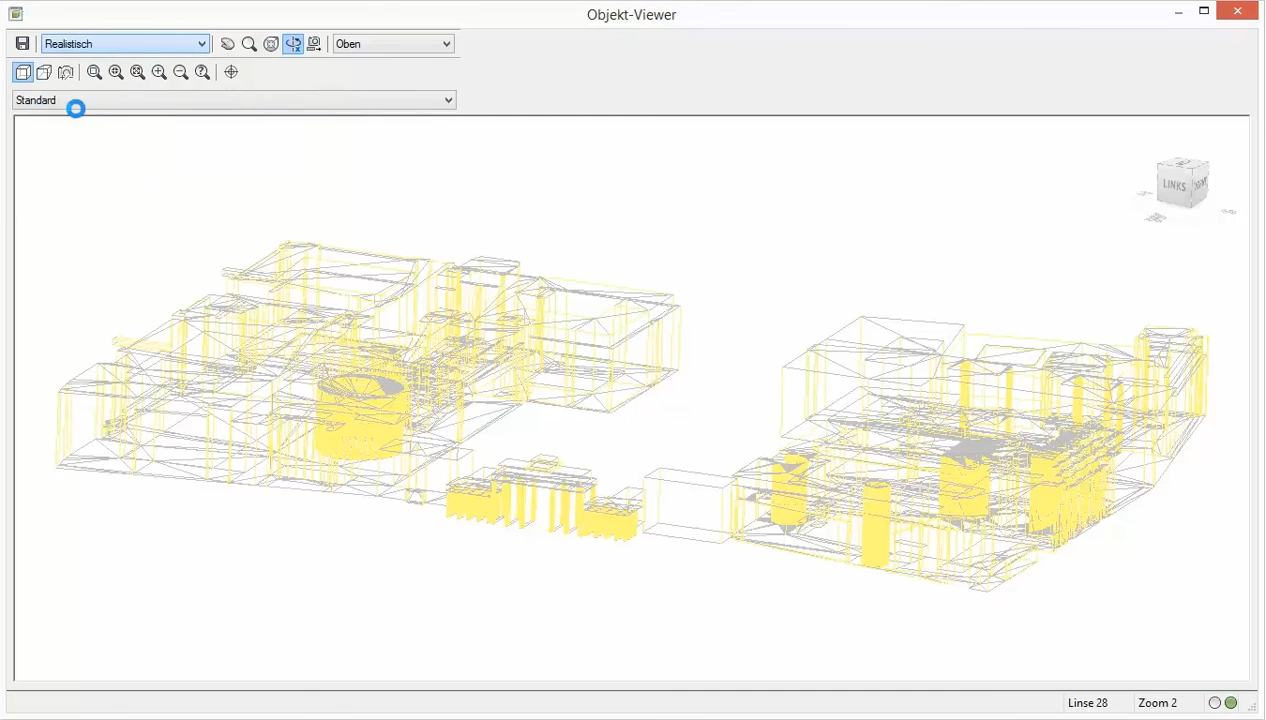 Objekt-Viewer
Realistisch
Oben
Standard
LINKS
Linse 28
Zoom 2